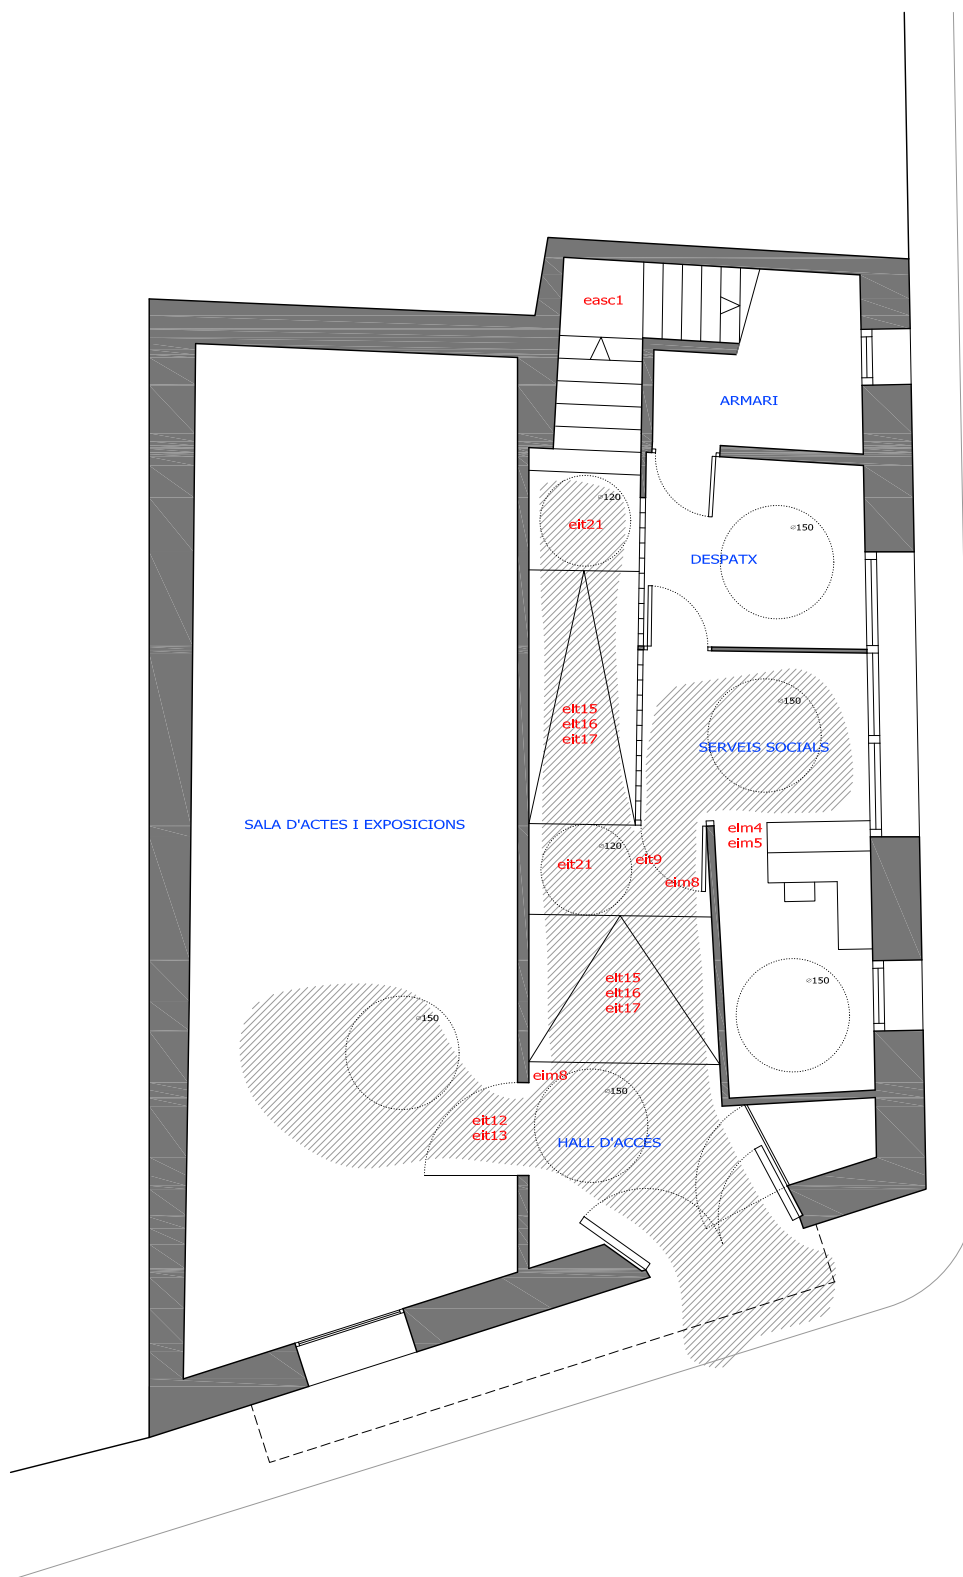 easc1
ARMARI
⌀120
eit21
⌀150
DESPATX
elt15
elt16
eit17
⌀150
SERVEIS SOCIALS
SALA D'ACTES I EXPOSICIONS
elm4
eim5
⌀120
eit21
eit9
eim8
elt15
elt16
eit17
⌀150
⌀150
eim8
⌀150
eit12
eit13
HALL D'ACCÉS